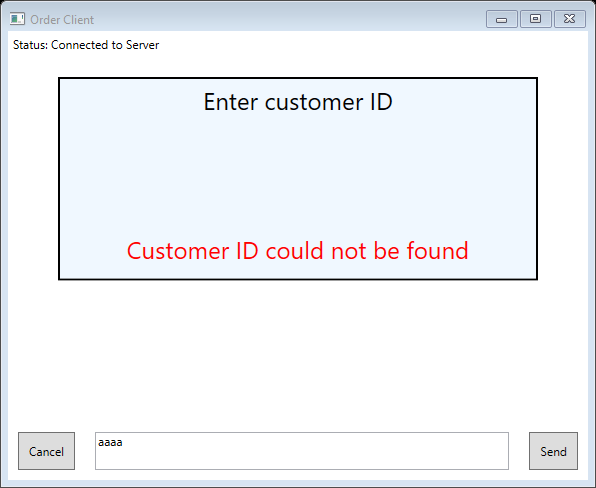 Order Client
Status: Connected to Server
Enter customer ID
Customer ID could not be found
Cancel
aaaa
Send